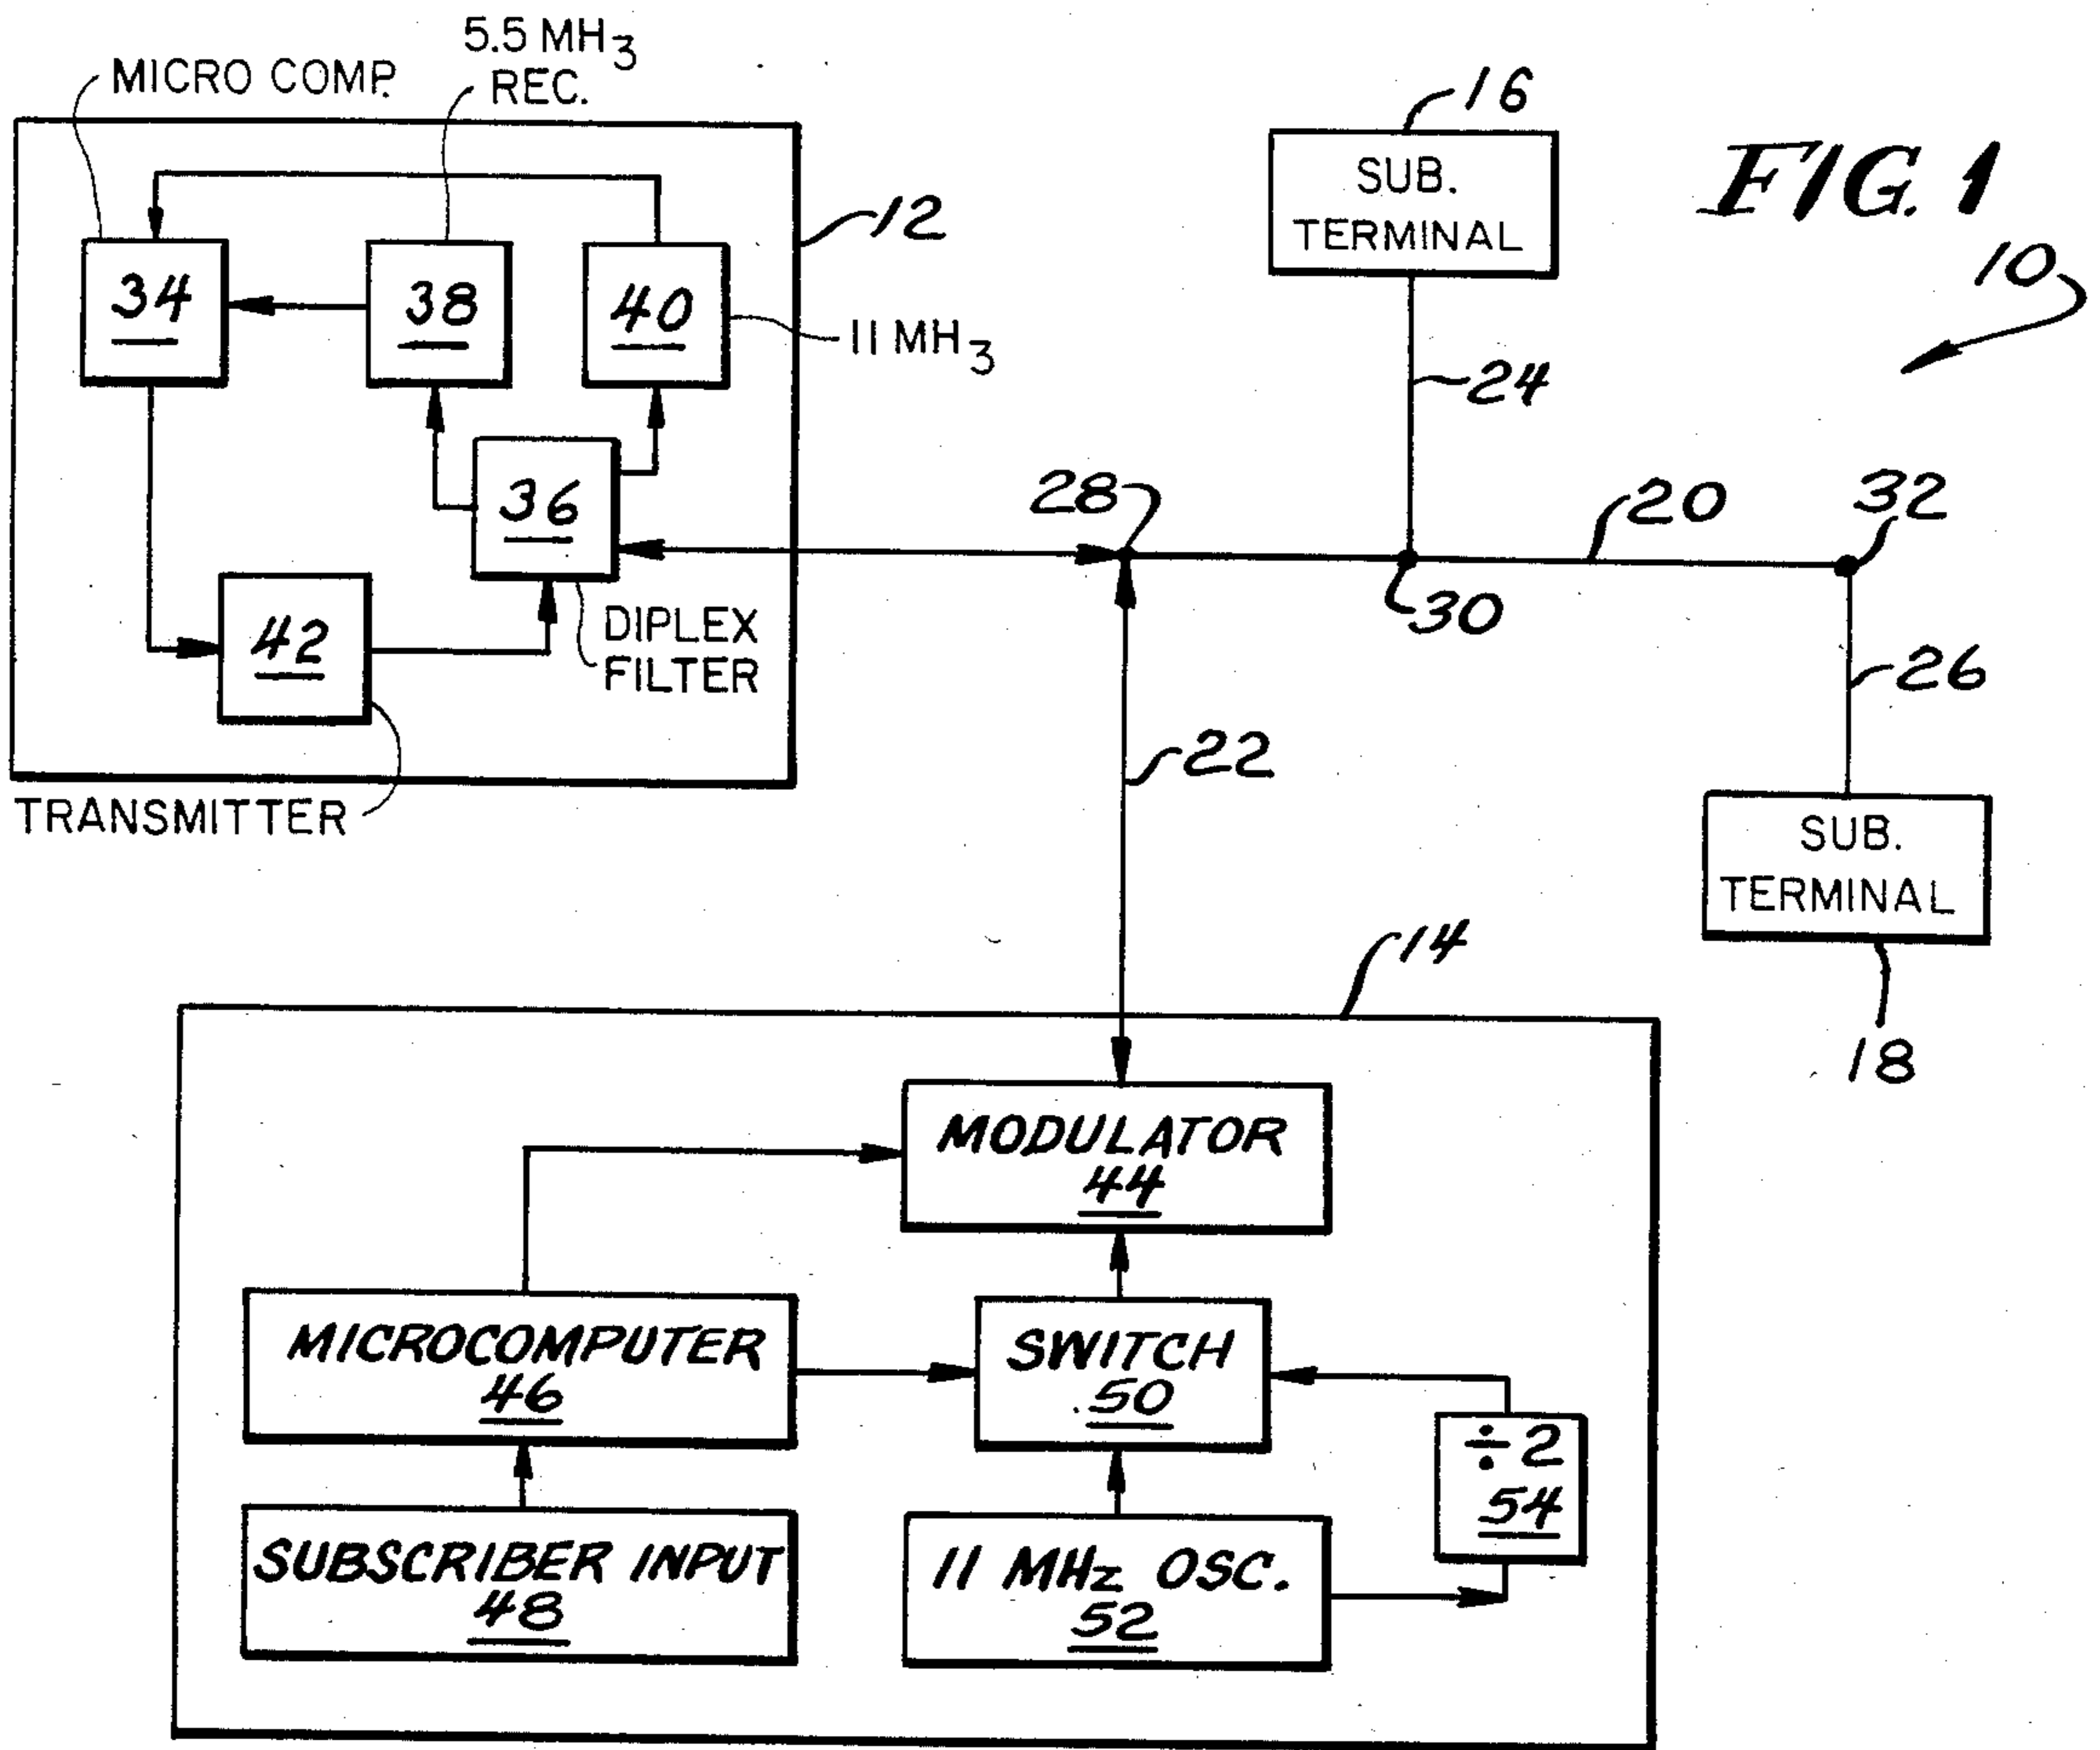 5.5 MH3
REC.
MICRO COMP.
16
SUB.
TERMINAL
FIG. 1
12
10
34
38
40
11 MH3
24
36
28
20
32
30
42
DIPLEX
FILTER
26
22
TRANSMITTER
SUB.
TERMINAL
14
18
MODULATOR
44
MICROCOMPUTER
46
SWITCH
50
÷2
54
SUBSCRIBER INPUT
48
11 MHz OSC.
52